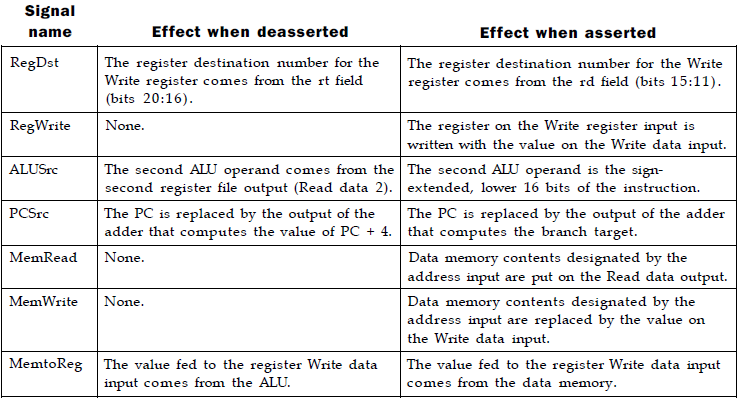 Signal
name
Effect when deasserted
Effect when asserted
RegDst
The register destination number for the
Write register comes from the rt field
(bits 20:16).
The register destination number for the Write
register comes from the rd field (bits 15:11).
RegWrite
None.
The register on the Write register input is
written with the value on the Write data input.
ALUSrc
The second ALU operand comes from the
second register file output (Read data 2).
The second ALU operand is the sign-
extended, lower 16 bits of the instruction.
PCSrc
The PC is replaced by the output of the
adder that computes the value of PC + 4.
The PC is replaced by the output of the adder
that computes the branch target.
MemRead
None.
Data memory contents designated by the
address input are put on the Read data output.
MemWrite
None.
Data memory contents designated by the
address input are replaced by the value on
the Write data input.
MemtoReg
The value fed to the register Write data
input comes from the ALU.
The value fed to the register Write data input
comes from the data memory.